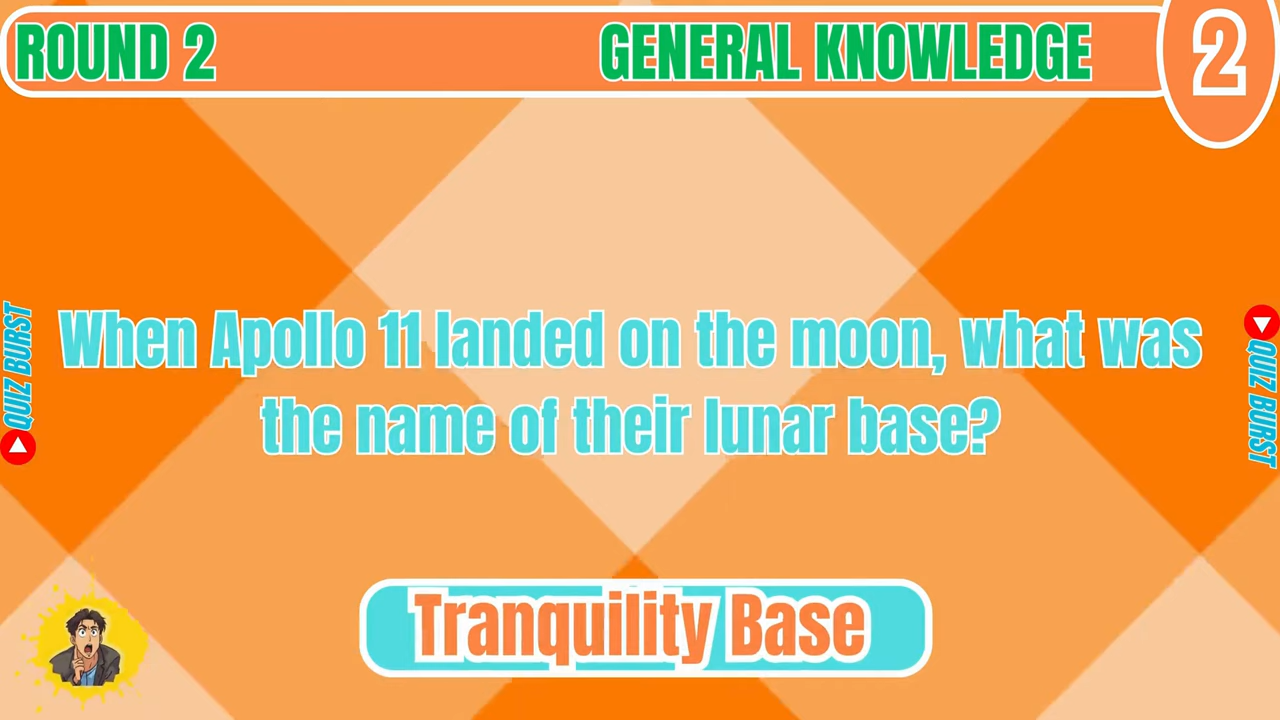 ROUND 2
GENERAL KNOWLEDGE
2
When Apollo 11 landed on the moon, what was
the name of their lunar base?
QUIZ BURST
QUIZ BURST
Tranquility Base